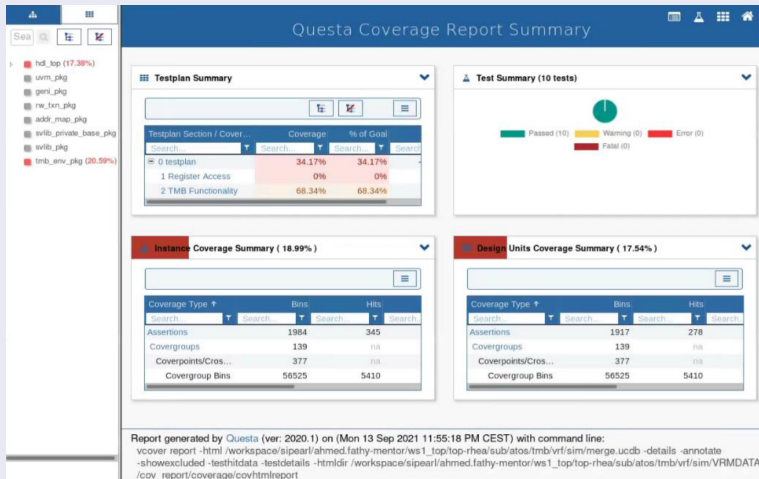 Questa Coverage Report Summary
Sea
hdl_top (17.38%)
uvm_pkg
geni_pkg
rw_txn_pkg
addr_map_pkg
svlib_private_base_pkg
svlib_pkg
tmb_env_pkg (20.59%)
Testplan Summary
Testplan Section / Cover... Coverage % of Goal
Search... Search... Search... Search
0 testplan 34.17% 34.17%
1 Register Access 0% 0%
2 TMB Functionality 68.34% 68.34%
Test Summary (10 tests)
Passed (10) Warning (0) Error (0)
Fatal (0)
Instance Coverage Summary ( 18.99% )
Coverage Type ↑ Bins Hits
Search... Search... Search... Search
Assertions 1984 345
Covergroups 139 na
Coverpoints/Cros... 377 na
Covergroup Bins 56525 5410
Design Units Coverage Summary ( 17.54% )
Coverage Type ↑ Bins Hits
Search... Search... Search... Search
Assertions 1917 278
Covergroups 139 na
Coverpoints/Cros... 377 na
Covergroup Bins 56525 5410
Report generated by Questa (ver: 2020.1) on (Mon 13 Sep 2021 11:55:18 PM CEST) with command line:
vcover report -html /workspace/sipearl/ahmed.fathy-mentor/ws1_top/top-rhea/sub/atos/tmb/vrf/sim/merge.ucdb -details -annotate
-showexcluded -testhitdata -testdetails -htmldir /workspace/sipearl/ahmed.fathy-mentor/ws1_top/top-rhea/sub/atos/tmb/vrf/sim/VRMDATA
/cov_report/coverage/covhtmlreport